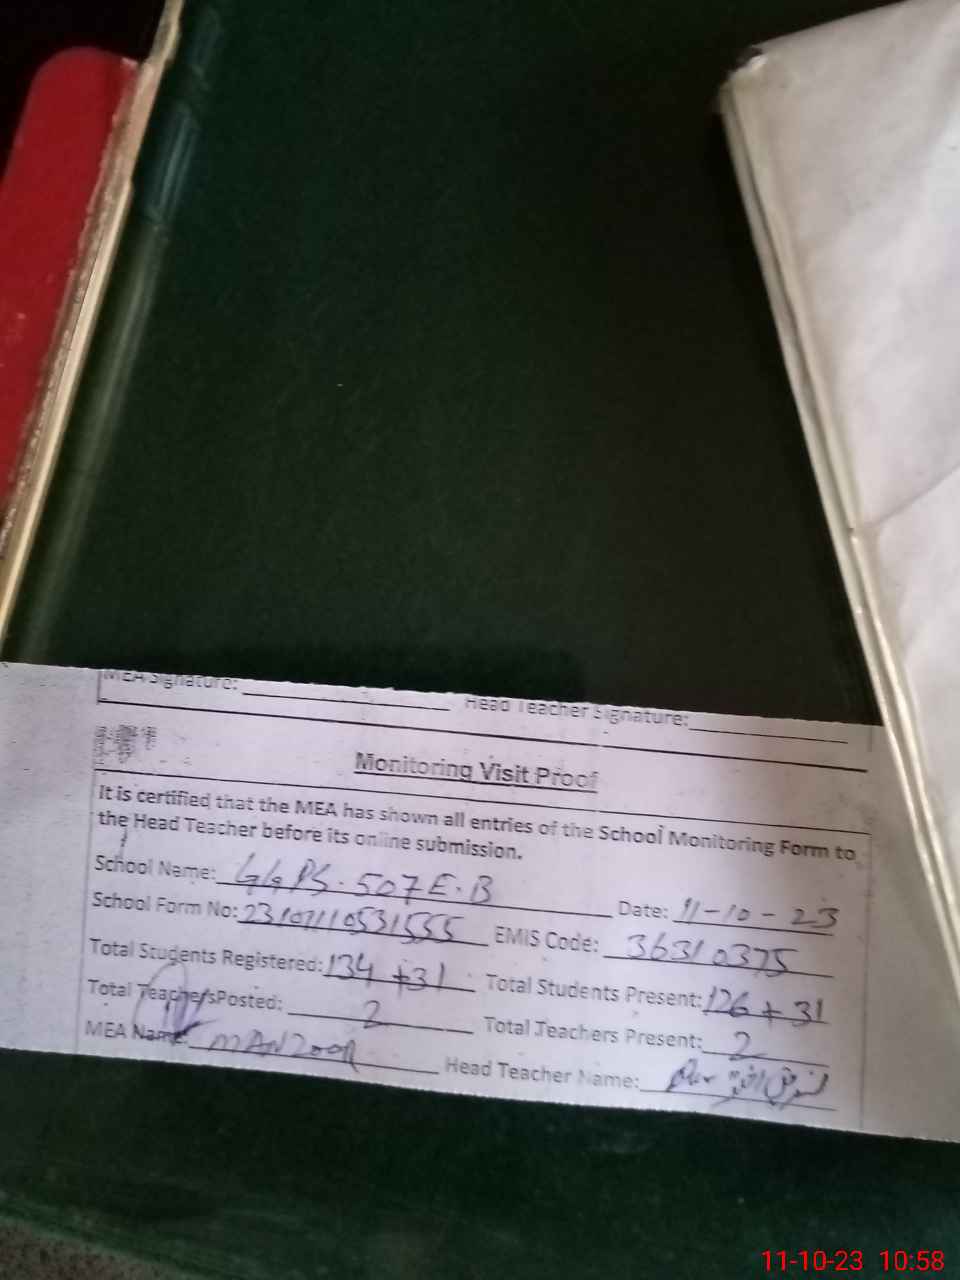 MEA Signature: Head Teacher Signature:
Monitoring Visit Proof
It is certified that the MEA has shown all entries of the School Monitoring Form to
the Head Teacher before its online submission.
School Name: GGPS. 507 E.B Date: 11-10-23
School Form No: EMIS Code: 36310375
Total Students Registered: 134 +31 Total Students Present: 126 + 31
Total TeachersPosted: 2 Total Teachers Present: 2
MEA Name: MANZOOR Head Teacher Name:
11-10-23 10:58